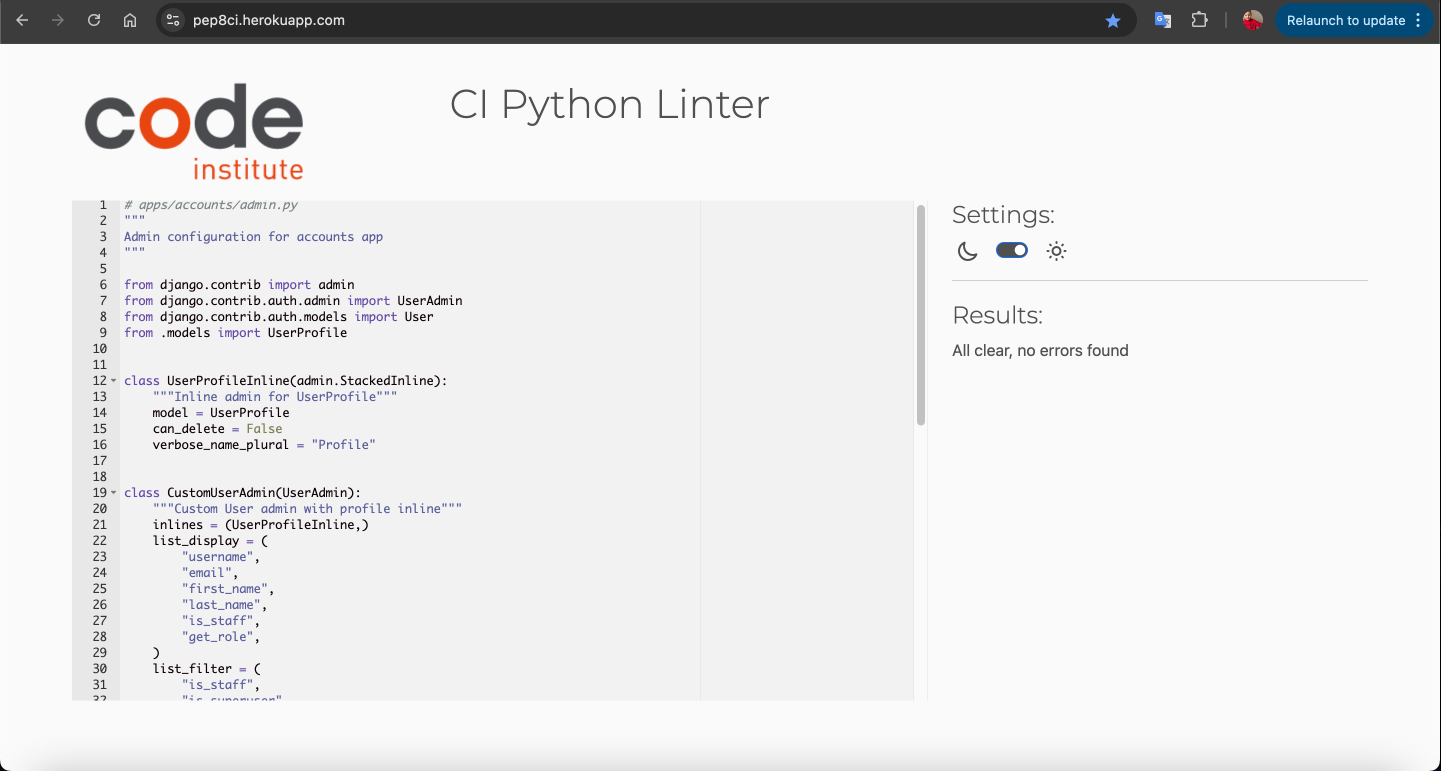 pep8ci.herokuapp.com
Relaunch to update
code
institute
CI Python Linter
1 # apps/accounts/admin.py
2 """
3 Admin configuration for accounts app
4 """
5
6 from django.contrib import admin
7 from django.contrib.auth.admin import UserAdmin
8 from django.contrib.auth.models import User
9 from .models import UserProfile
10
11
12 class UserProfileInline(admin.StackedInline):
13     """Inline admin for UserProfile"""
14     model = UserProfile
15     can_delete = False
16     verbose_name_plural = "Profile"
17
18
19 class CustomUserAdmin(UserAdmin):
20     """Custom User admin with profile inline"""
21     inlines = (UserProfileInline,)
22     list_display = (
23         "username",
24         "email",
25         "first_name",
26         "last_name",
27         "is_staff",
28         "get_role",
29     )
30     list_filter = (
31         "is_staff",
32         "is_superuser"
Settings:
Results:
All clear, no errors found